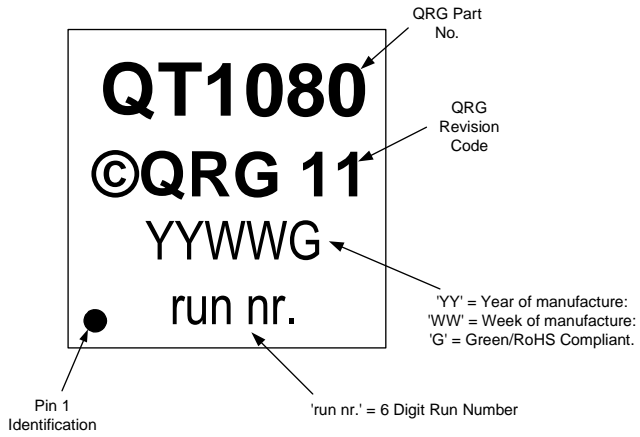 QRG Part
No.
QT1080
QRG
Revision
Code
©QRG 11
YYWWG
'YY' = Year of manufacture:
'WW' = Week of manufacture:
'G' = Green/RoHS Compliant.
run nr.
Pin 1
Identification
'run nr.' = 6 Digit Run Number